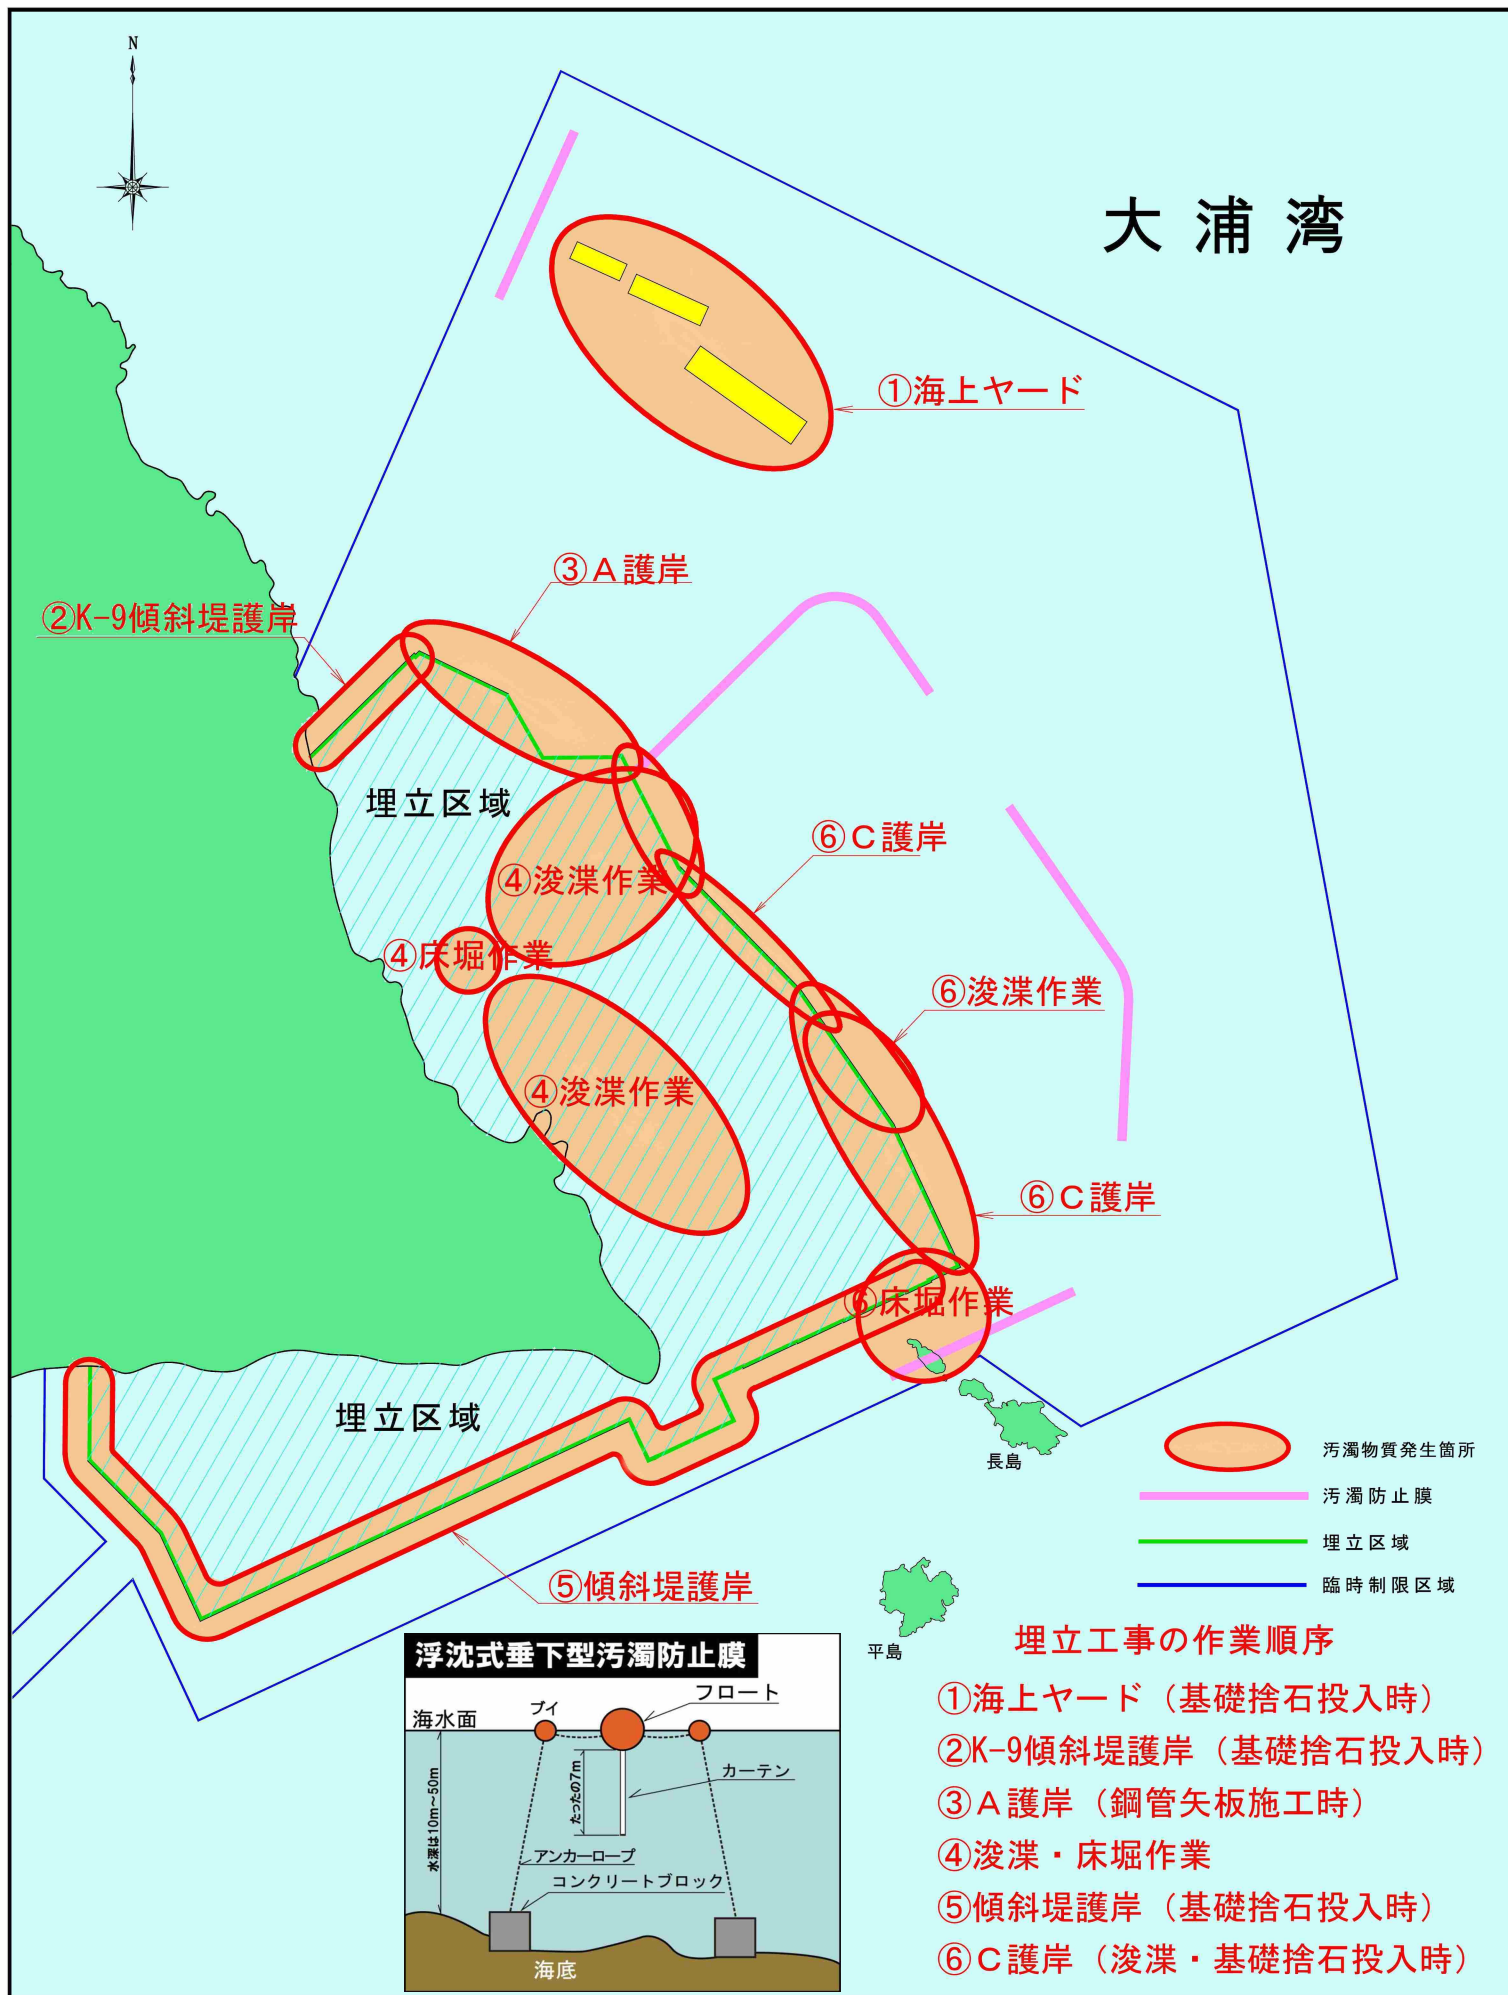 N
大浦湾
①海上ヤード
③A護岸
②K-9傾斜堤護岸
埋立区域
⑥C護岸
④浚渫作業
④床堀作業
⑥浚渫作業
④浚渫作業
⑥C護岸
⑥床堀作業
埋立区域
長島
汚濁物質発生箇所
汚濁防止膜
埋立区域
臨時制限区域
⑤傾斜堤護岸
平島
浮沈式垂下型汚濁防止膜
フロート
ブイ
海水面
カーテン
たったの7m
水深は10m～50m
アンカーロープ
コンクリートブロック
海底
埋立工事の作業順序
①海上ヤード（基礎捨石投入時）
②K-9傾斜堤護岸（基礎捨石投入時）
③A護岸（鋼管矢板施工時）
④浚渫・床堀作業
⑤傾斜堤護岸（基礎捨石投入時）
⑥C護岸（浚渫・基礎捨石投入時）